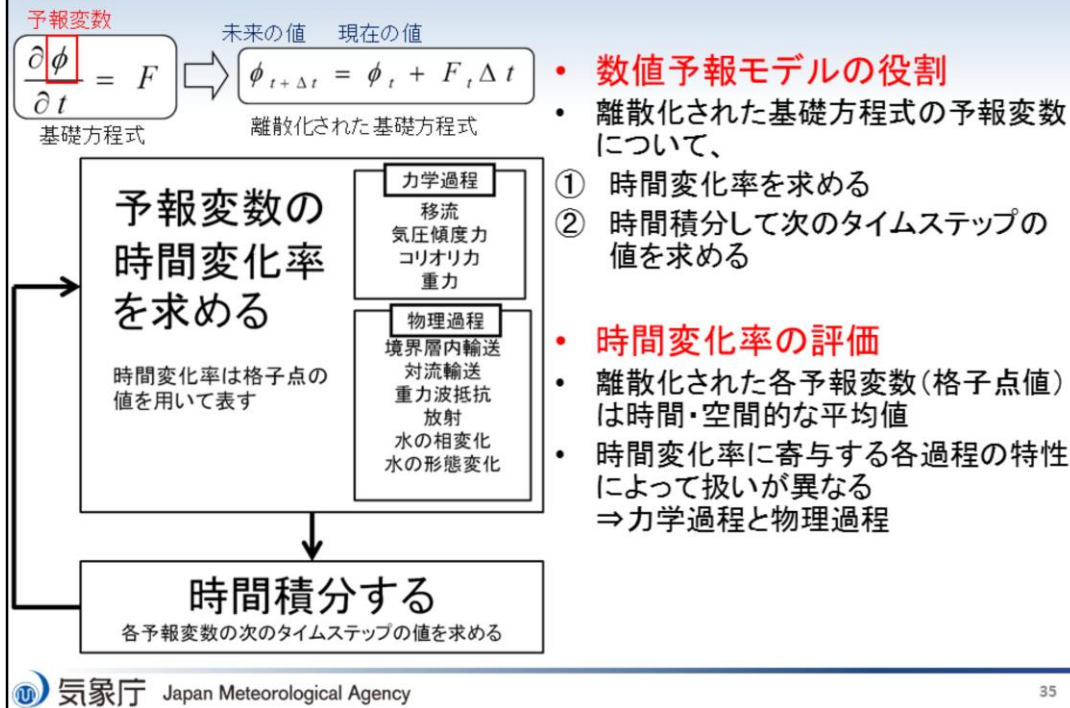 予報変数
∂ϕ/∂t = F
基礎方程式
未来の値 現在の値
ϕ_{t+Δt} = ϕ_t + F_t Δt
離散化された基礎方程式
予報変数の
時間変化率
を求める
時間変化率は格子点の
値を用いて表す
力学過程
移流
気圧傾度力
コリオリ力
重力
物理過程
境界層内輸送
対流輸送
重力波抵抗
放射
水の相変化
水の形態変化
時間積分する
各予報変数の次のタイムステップの値を求める
• 数値予報モデルの役割
• 離散化された基礎方程式の予報変数
について、
① 時間変化率を求める
② 時間積分して次のタイムステップの
値を求める
• 時間変化率の評価
• 離散化された各予報変数(格子点値)
は時間・空間的な平均値
• 時間変化率に寄与する各過程の特性
によって扱いが異なる
⇒力学過程と物理過程
気象庁 Japan Meteorological Agency
35